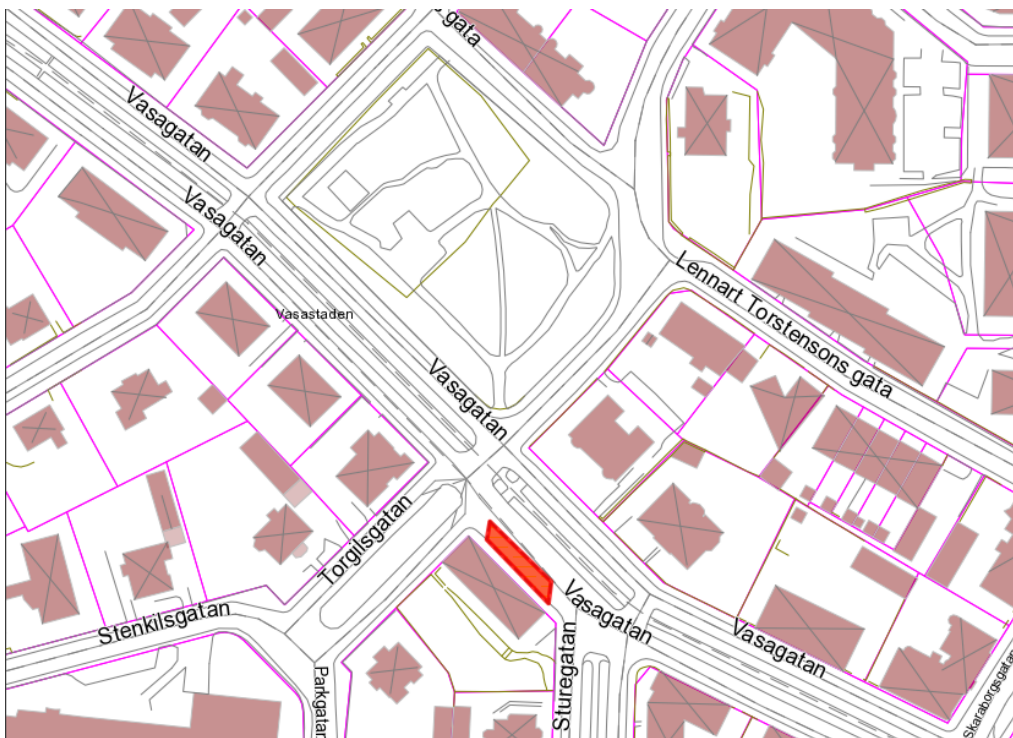 s gata
Vasagatan
Vasagatan
Lennart Torstensons gata
Vasastaden
Vasagatan
Torgilsgatan
Vasagatan
Stenkilsgatan
Vasagatan
Parkgatan
Sturegatan
Skaraborgsgatan